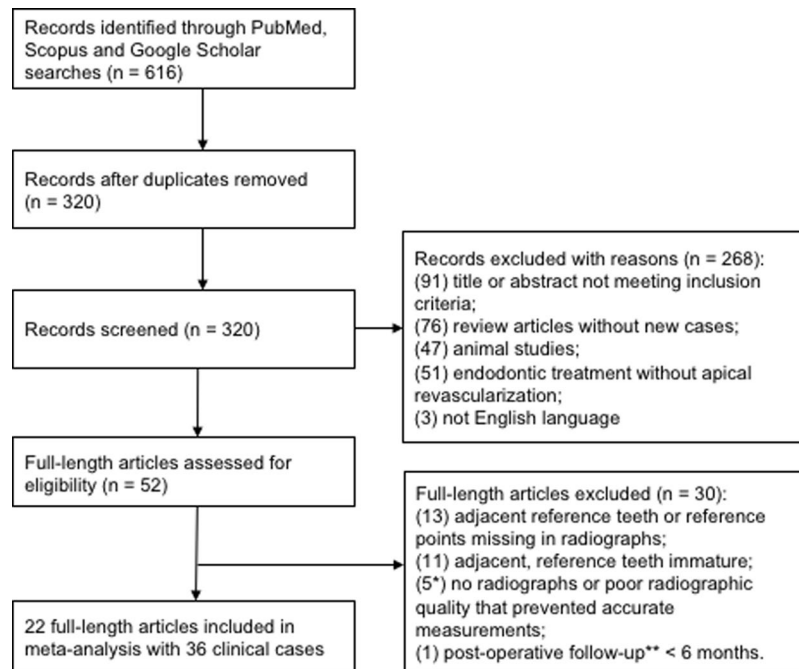 Records identified through PubMed,
Scopus and Google Scholar
searches (n = 616)
Records after duplicates removed
(n = 320)
Records screened (n = 320)
Records excluded with reasons (n = 268):
(91) title or abstract not meeting inclusion
criteria;
(76) review articles without new cases;
(47) animal studies;
(51) endodontic treatment without apical
revascularization;
(3) not English language
Full-length articles assessed for
eligibility (n = 52)
Full-length articles excluded (n = 30):
(13) adjacent reference teeth or reference
points missing in radiographs;
(11) adjacent, reference teeth immature;
(5*) no radiographs or poor radiographic
quality that prevented accurate
measurements;
(1) post-operative follow-up** < 6 months.
22 full-length articles included in
meta-analysis with 36 clinical cases